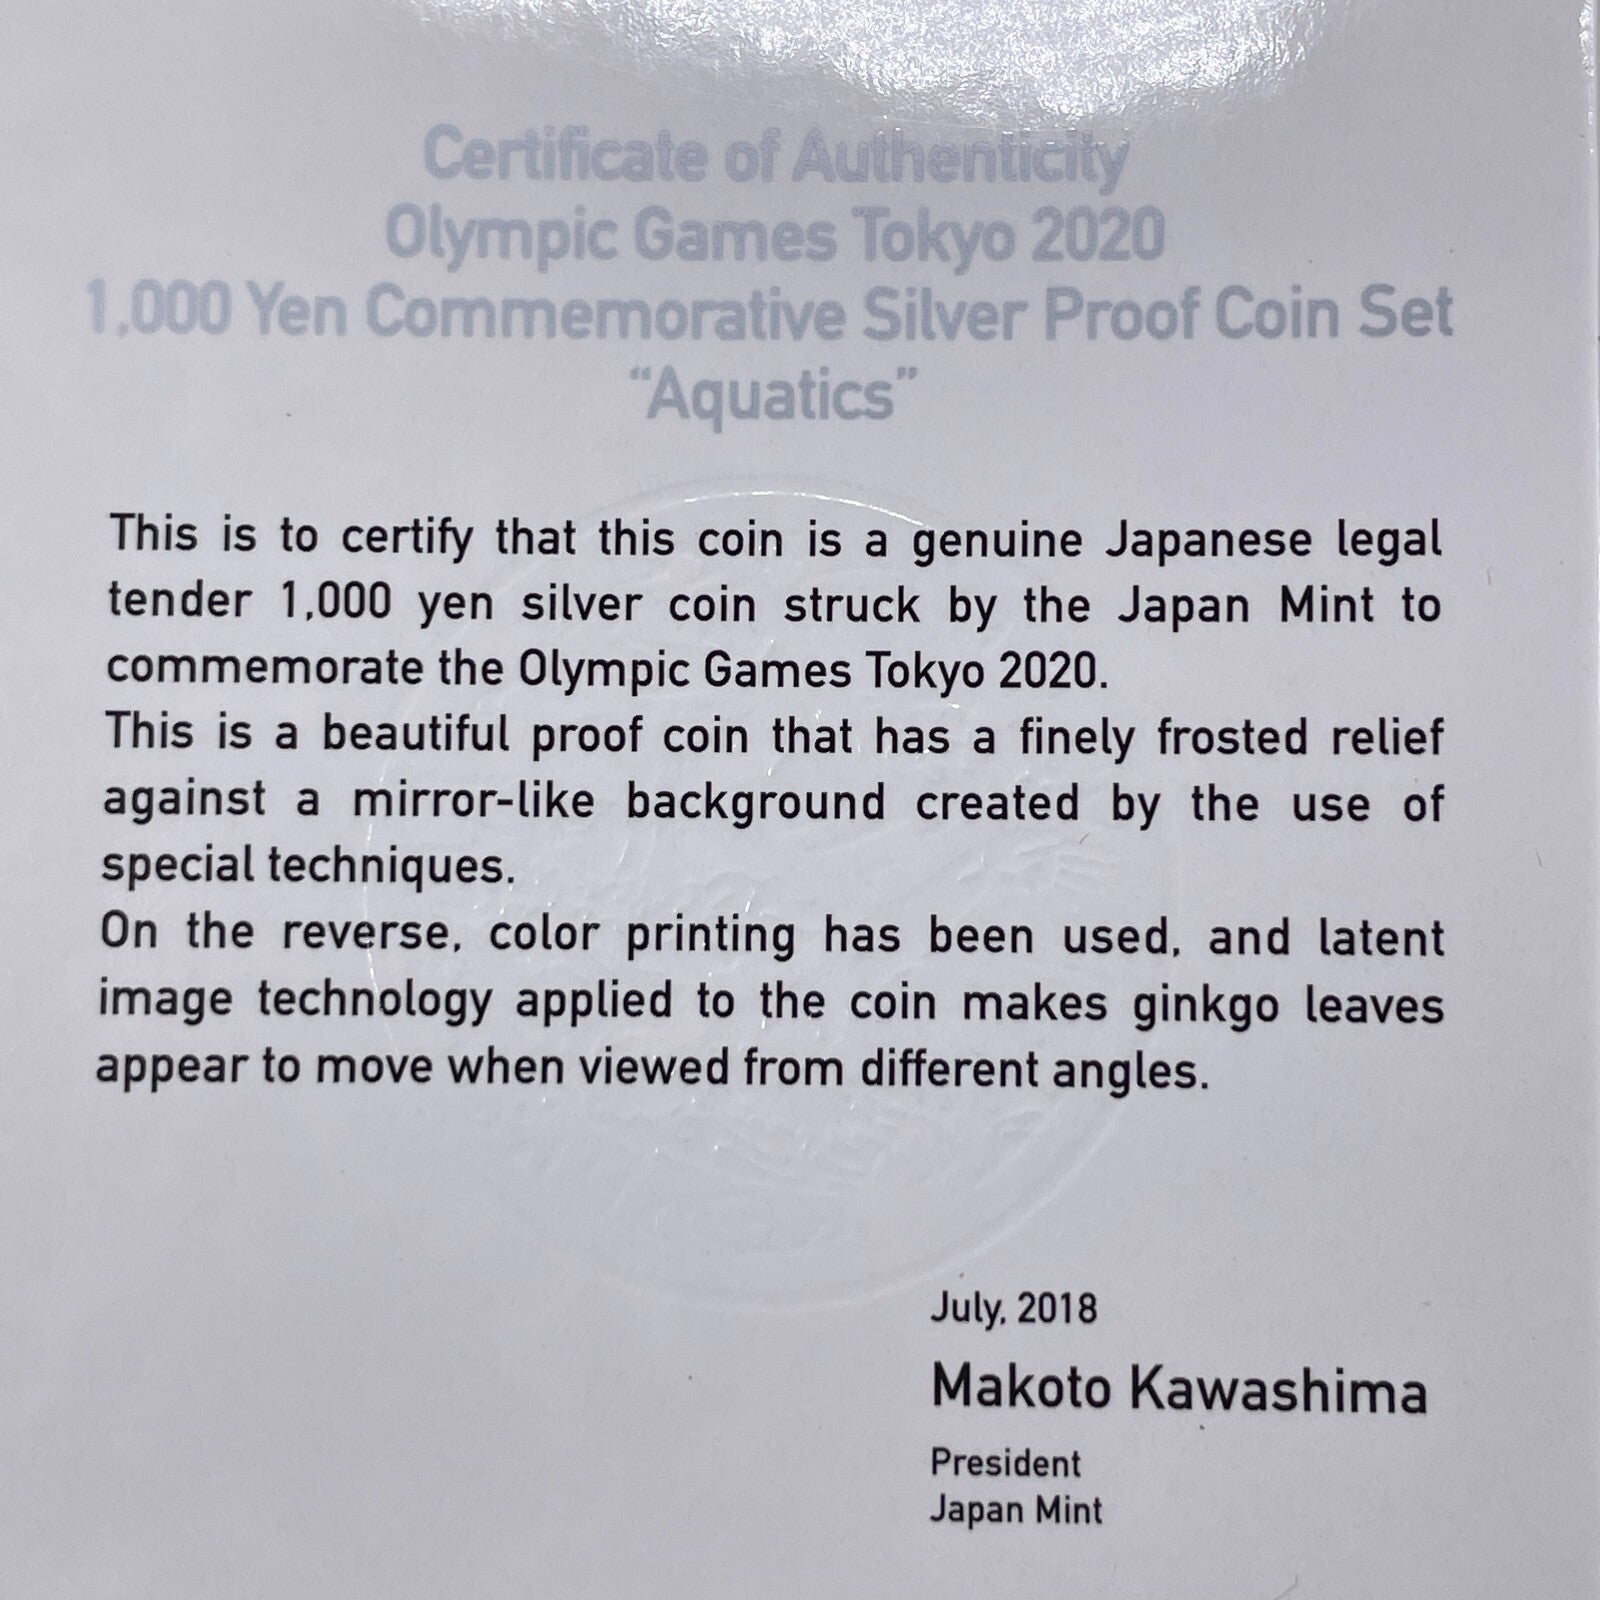 Certificate of Authenticity
Olympic Games Tokyo 2020
1,000 Yen Commemorative Silver Proof Coin Set
“Aquatics”
This is to certify that this coin is a genuine Japanese legal
tender 1,000 yen silver coin struck by the Japan Mint to
commemorate the Olympic Games Tokyo 2020.
This is a beautiful proof coin that has a finely frosted relief
against a mirror-like background created by the use of
special techniques.
On the reverse, color printing has been used, and latent
image technology applied to the coin makes ginkgo leaves
appear to move when viewed from different angles.
July, 2018
Makoto Kawashima
President
Japan Mint